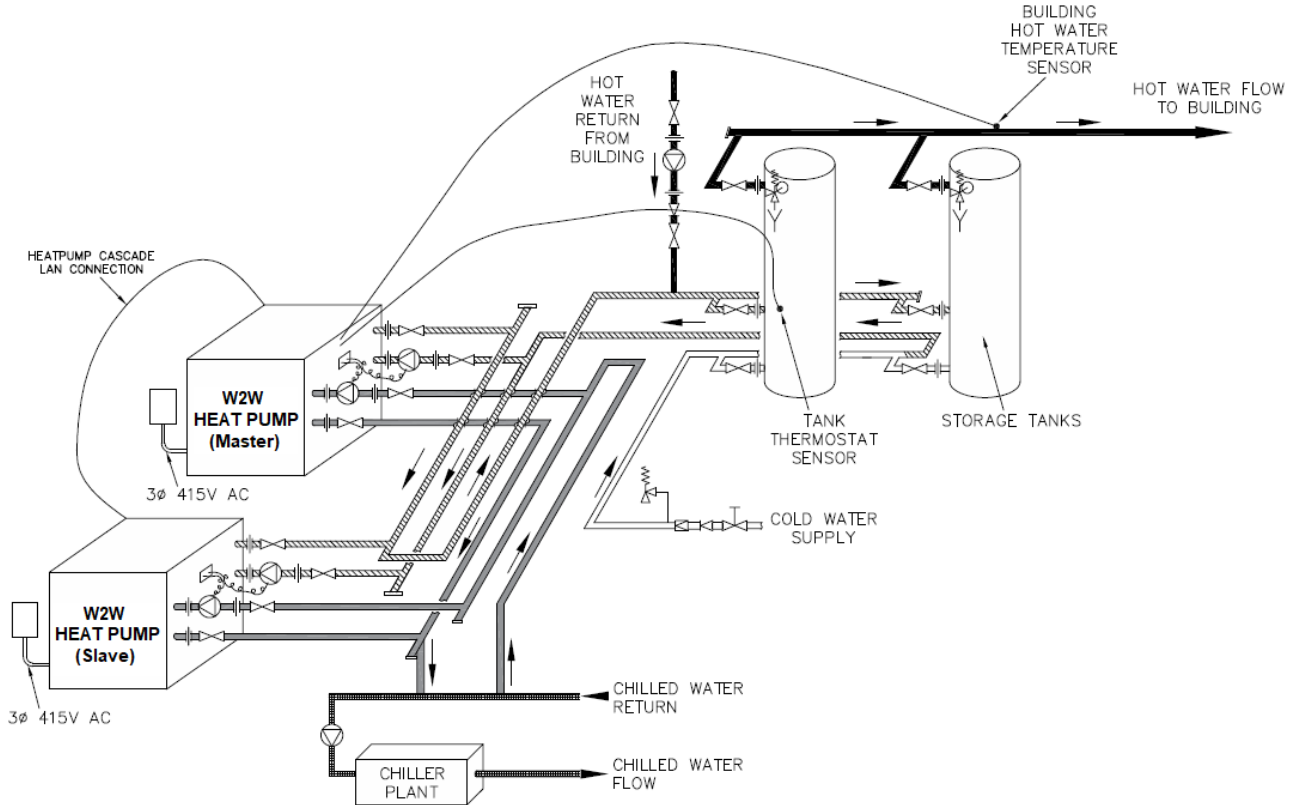 BUILDING
HOT WATER
TEMPERATURE
SENSOR
HOT WATER FLOW
TO BUILDING
HOT
WATER
RETURN
FROM
BUILDING
HEATPUMP CASCADE
LAN CONNECTION
W2W
HEAT PUMP
(Master)
3ø 415V AC
TANK
THERMOSTAT
SENSOR
STORAGE TANKS
COLD WATER
SUPPLY
W2W
HEAT PUMP
(Slave)
3ø 415V AC
CHILLED WATER
RETURN
CHILLER
PLANT
CHILLED WATER
FLOW